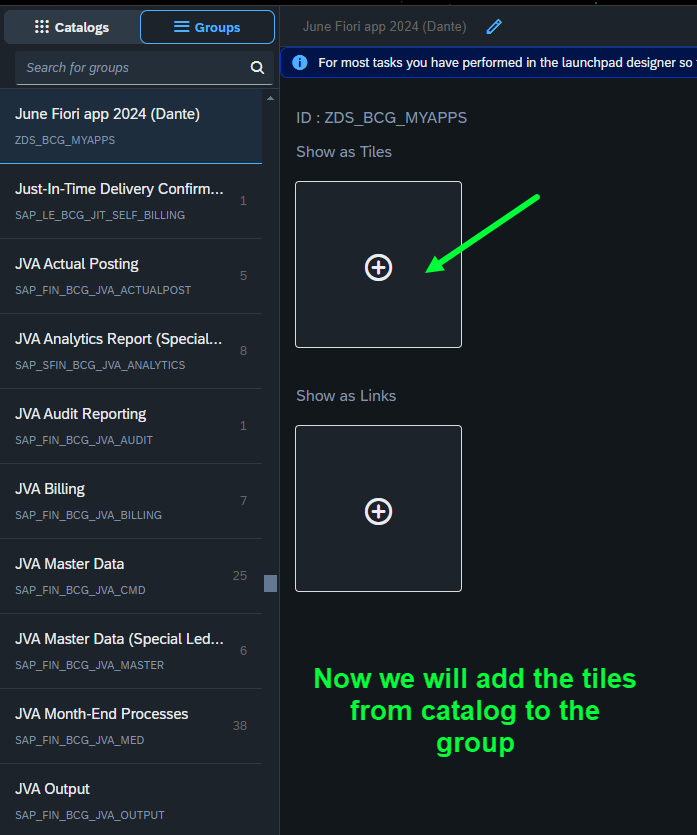 Catalogs
Groups
Search for groups
June Fiori app 2024 (Dante)
ZDS_BCG_MYAPPS
Just-In-Time Delivery Confirm...
1
SAP_LE_BCG_JIT_SELF_BILLING
JVA Actual Posting
5
SAP_FIN_BCG_JVA_ACTUALPOST
JVA Analytics Report (Special...
8
SAP_SFIN_BCG_JVA_ANALYTICS
JVA Audit Reporting
1
SAP_FIN_BCG_JVA_AUDIT
JVA Billing
7
SAP_FIN_BCG_JVA_BILLING
JVA Master Data
25
SAP_FIN_BCG_JVA_CMD
JVA Master Data (Special Led...
6
SAP_FIN_BCG_JVA_MASTER
JVA Month-End Processes
38
SAP_FIN_BCG_JVA_MED
JVA Output
SAP_FIN_BCG_JVA_OUTPUT
June Fiori app 2024 (Dante)
For most tasks you have performed in the launchpad designer so
ID : ZDS_BCG_MYAPPS
Show as Tiles
Show as Links
Now we will add the tiles
from catalog to the
group